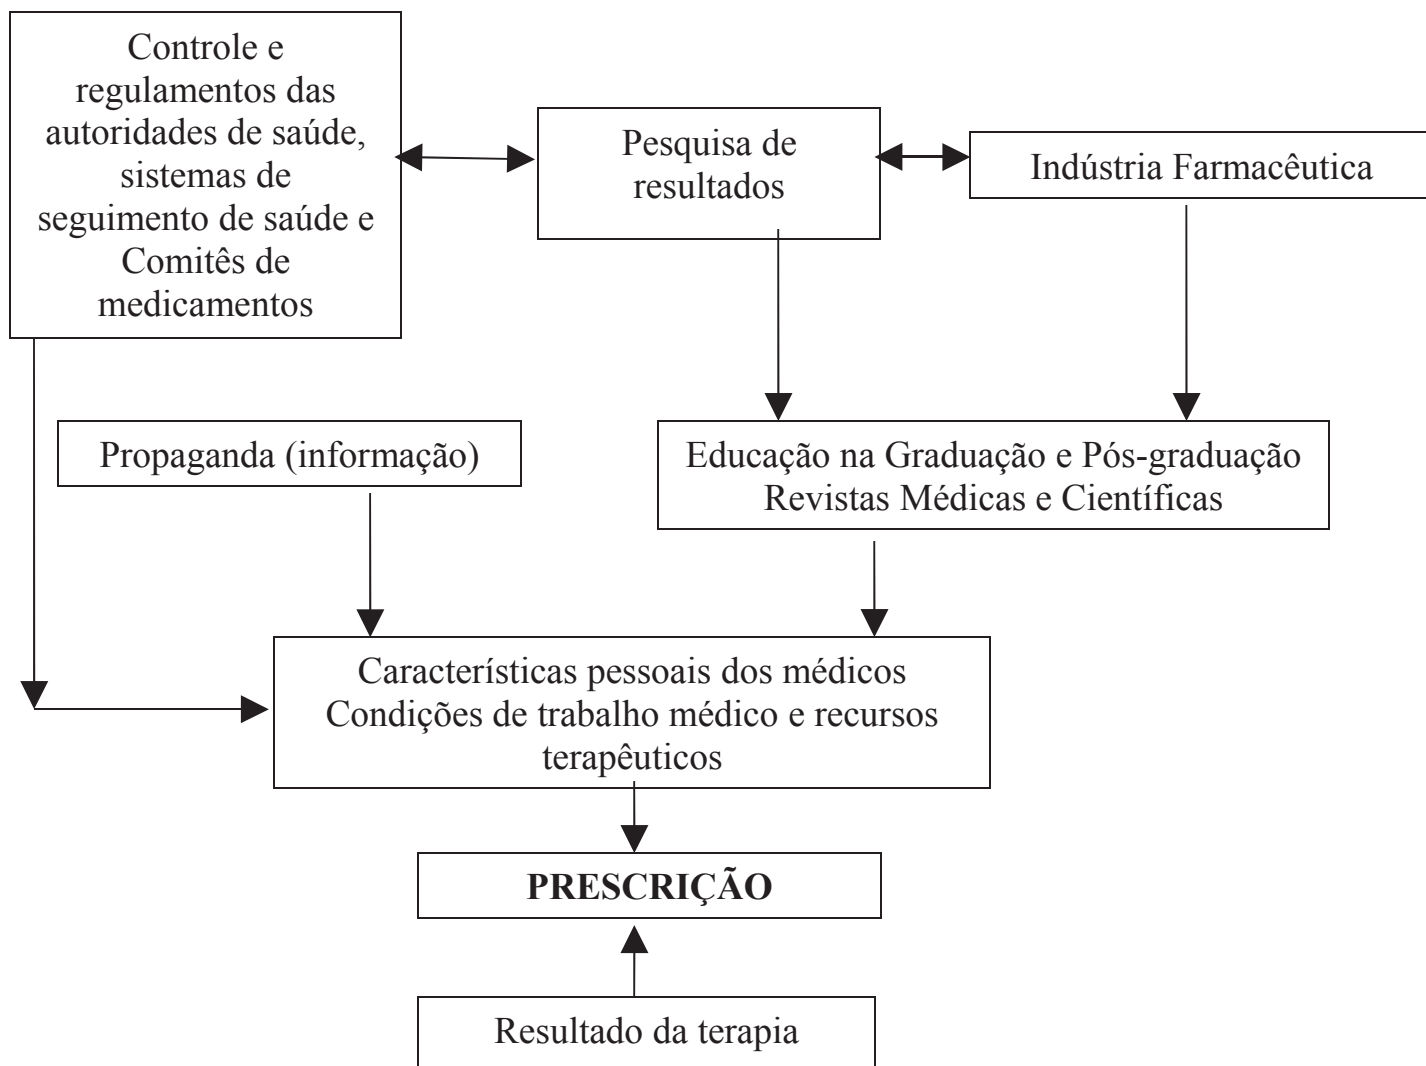 Controle e
regulamentos das
autoridades de saúde,
sistemas de
seguimento de saúde e
Comitês de
medicamentos
Pesquisa de
resultados
Indústria Farmacêutica
Propaganda (informação)
Educação na Graduação e Pós-graduação
Revistas Médicas e Científicas
Características pessoais dos médicos
Condições de trabalho médico e recursos
terapêuticos
PRESCRIÇÃO
Resultado da terapia